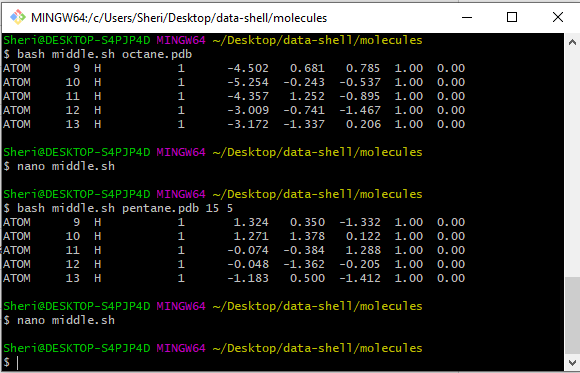 MINGW64:/c/Users/Sheri/Desktop/data-shell/molecules
Sheri@DESKTOP-S4PJP4D MINGW64 ~/Desktop/data-shell/molecules
$ bash middle.sh octane.pdb
ATOM      9  H           1      -4.502   0.681   0.785  1.00  0.00
ATOM     10  H           1      -5.254  -0.243  -0.537  1.00  0.00
ATOM     11  H           1      -4.357   1.252  -0.895  1.00  0.00
ATOM     12  H           1      -3.009  -0.741  -1.467  1.00  0.00
ATOM     13  H           1      -3.172  -1.337   0.206  1.00  0.00
Sheri@DESKTOP-S4PJP4D MINGW64 ~/Desktop/data-shell/molecules
$ nano middle.sh
Sheri@DESKTOP-S4PJP4D MINGW64 ~/Desktop/data-shell/molecules
$ bash middle.sh pentane.pdb 15 5
ATOM      9  H           1       1.324   0.350  -1.332  1.00  0.00
ATOM     10  H           1       1.271   1.378   0.122  1.00  0.00
ATOM     11  H           1      -0.074  -0.384   1.288  1.00  0.00
ATOM     12  H           1      -0.048  -1.362  -0.205  1.00  0.00
ATOM     13  H           1      -1.183   0.500  -1.412  1.00  0.00
Sheri@DESKTOP-S4PJP4D MINGW64 ~/Desktop/data-shell/molecules
$ nano middle.sh
Sheri@DESKTOP-S4PJP4D MINGW64 ~/Desktop/data-shell/molecules
$